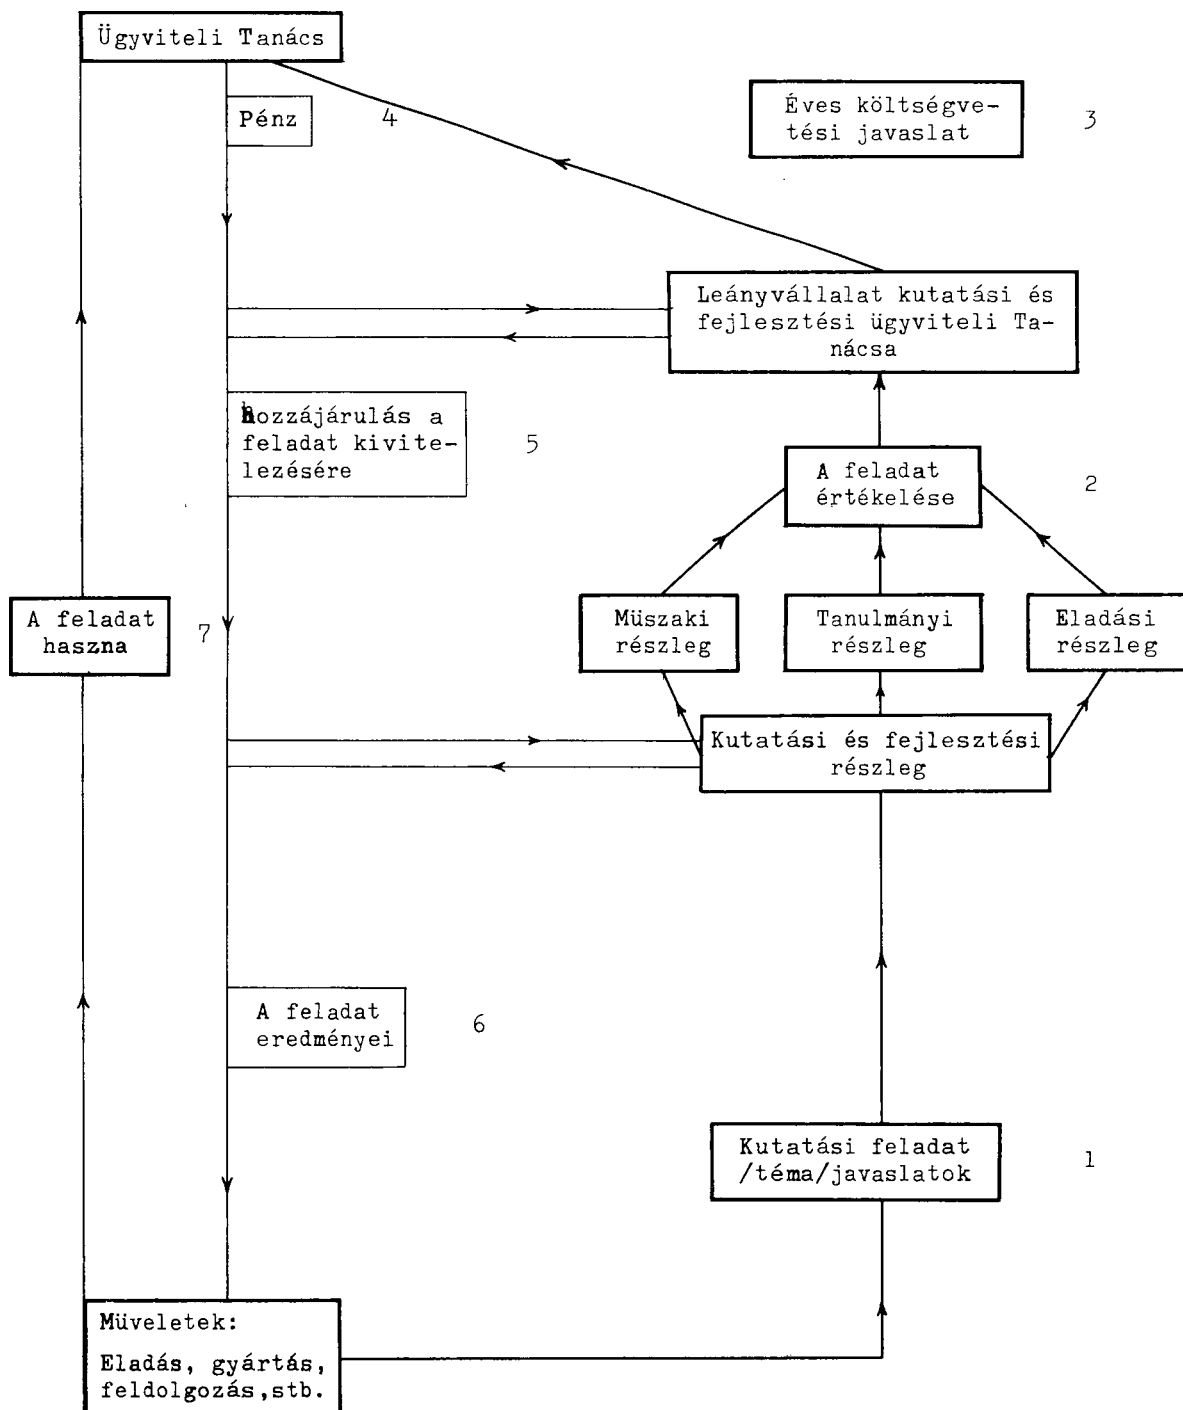 Ügyviteli Tanács
Pénz
4
Éves költségve-
tési javaslat
3
Leányvállalat kutatási és
fejlesztési ügyviteli Ta-
nácsa
hozzájárulás a
feladat kivite-
lezésére
5
A feladat
értékelése
2
A feladat
haszna
7
Müszaki
részleg
Tanulmányi
részleg
Eladási
részleg
Kutatási és fejlesztési
részleg
A feladat
eredményei
6
Kutatási feladat
/téma/javaslatok
1
Müveletek:
Eladás, gyártás,
feldolgozás,stb.